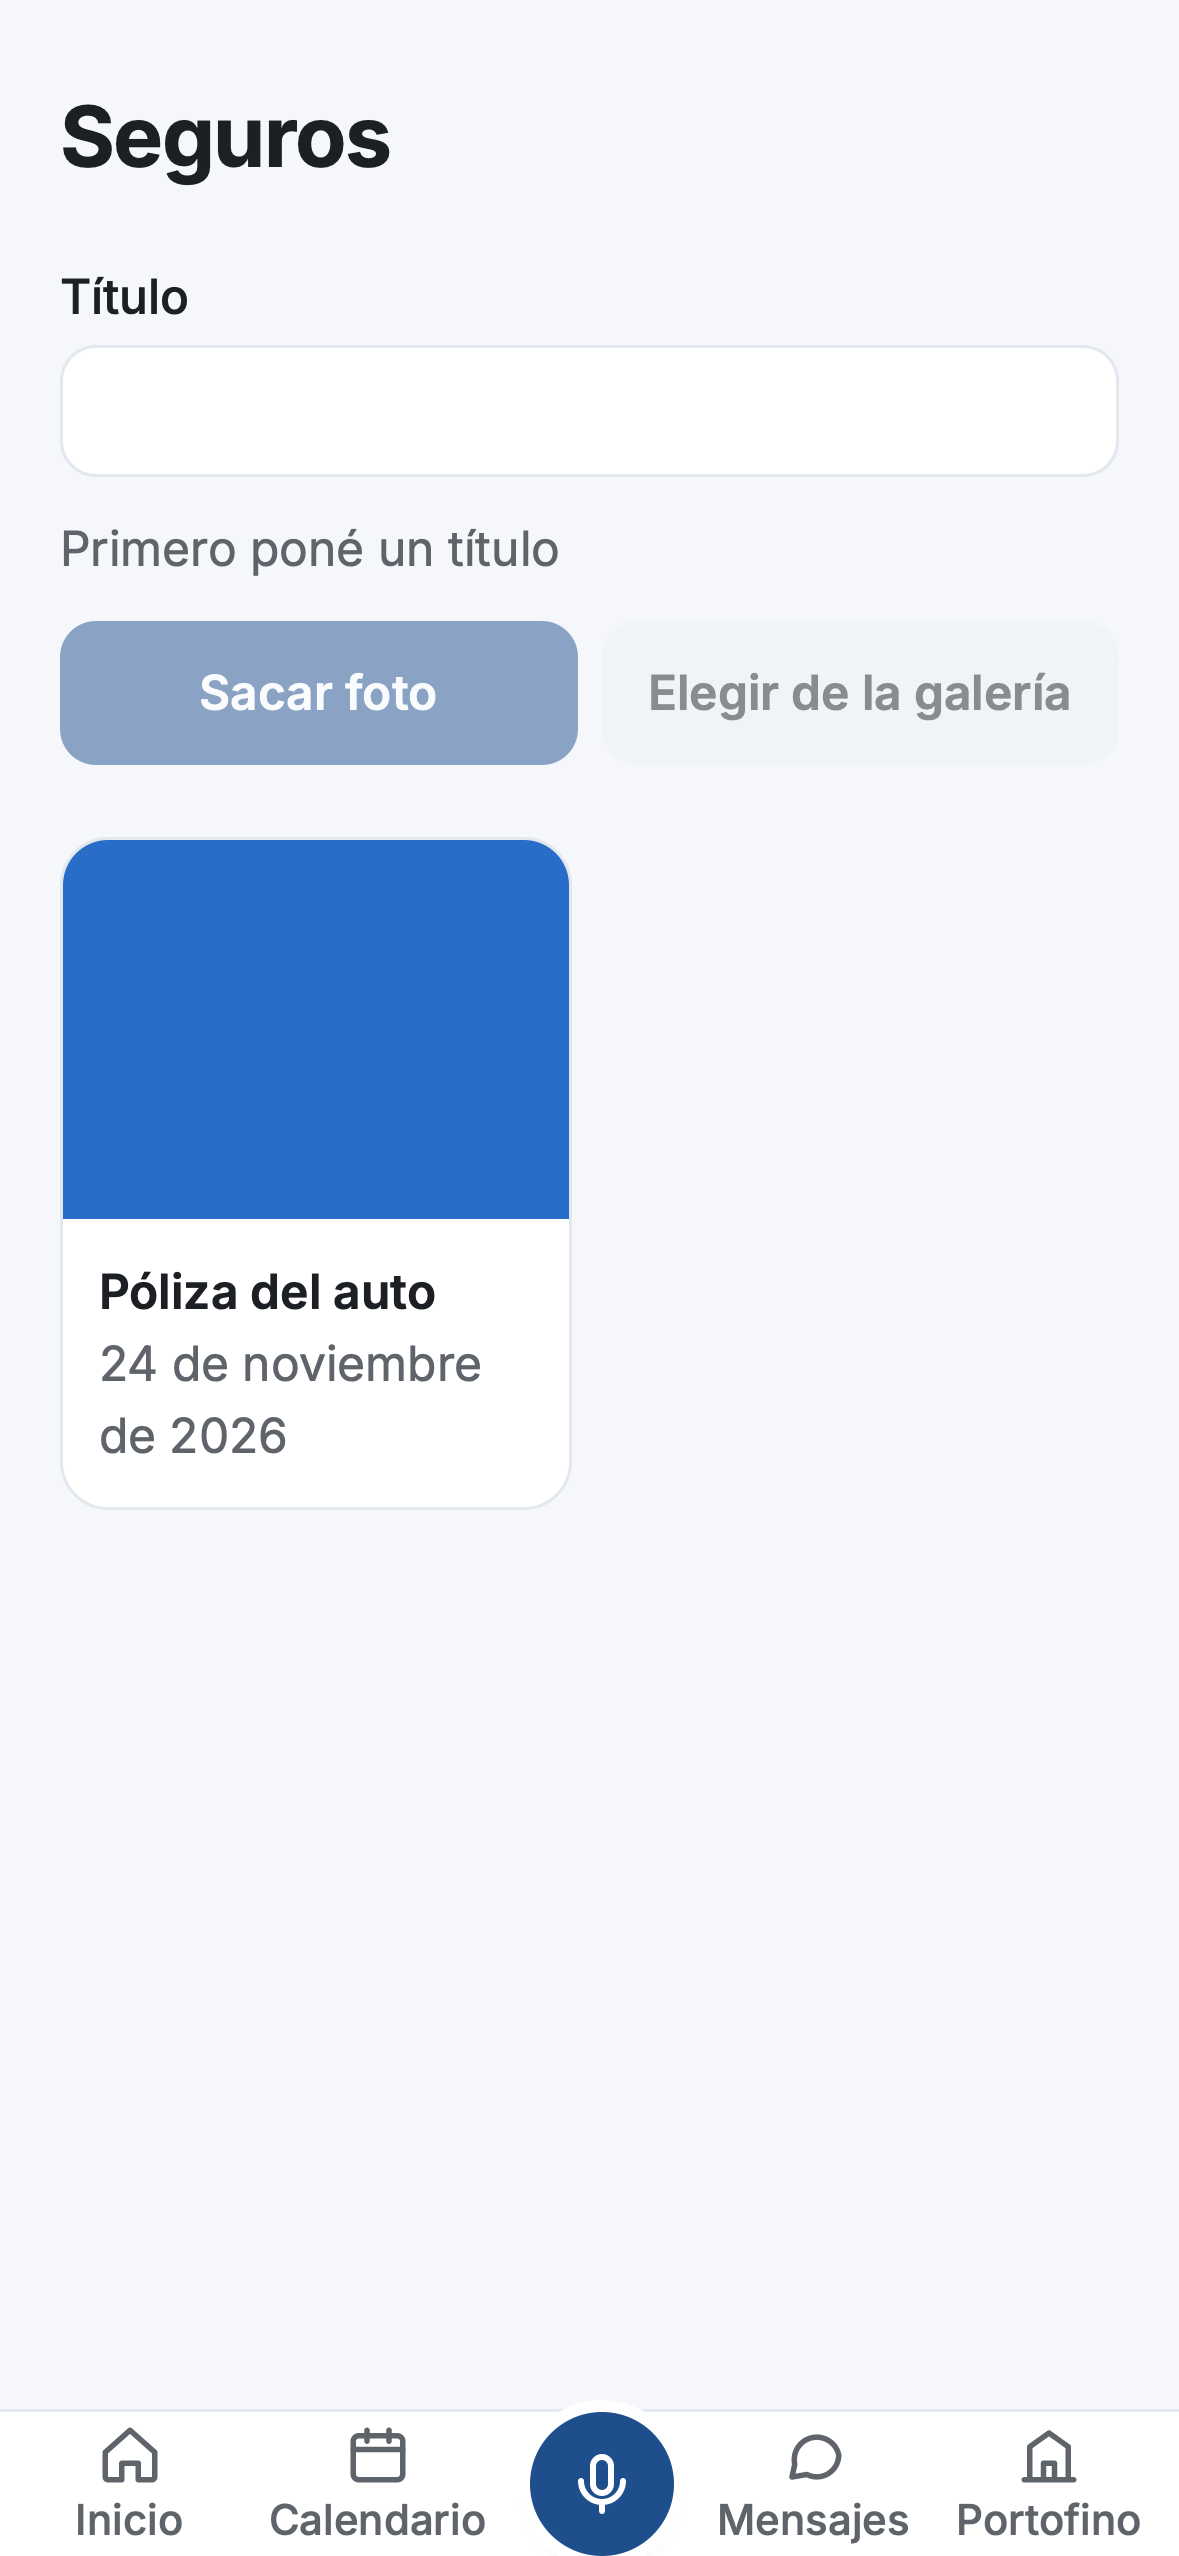 Seguros
Título
Primero poné un título
Sacar foto
Elegir de la galería
Póliza del auto
24 de noviembre
de 2026
Inicio
Calendario
Mensajes
Portofino